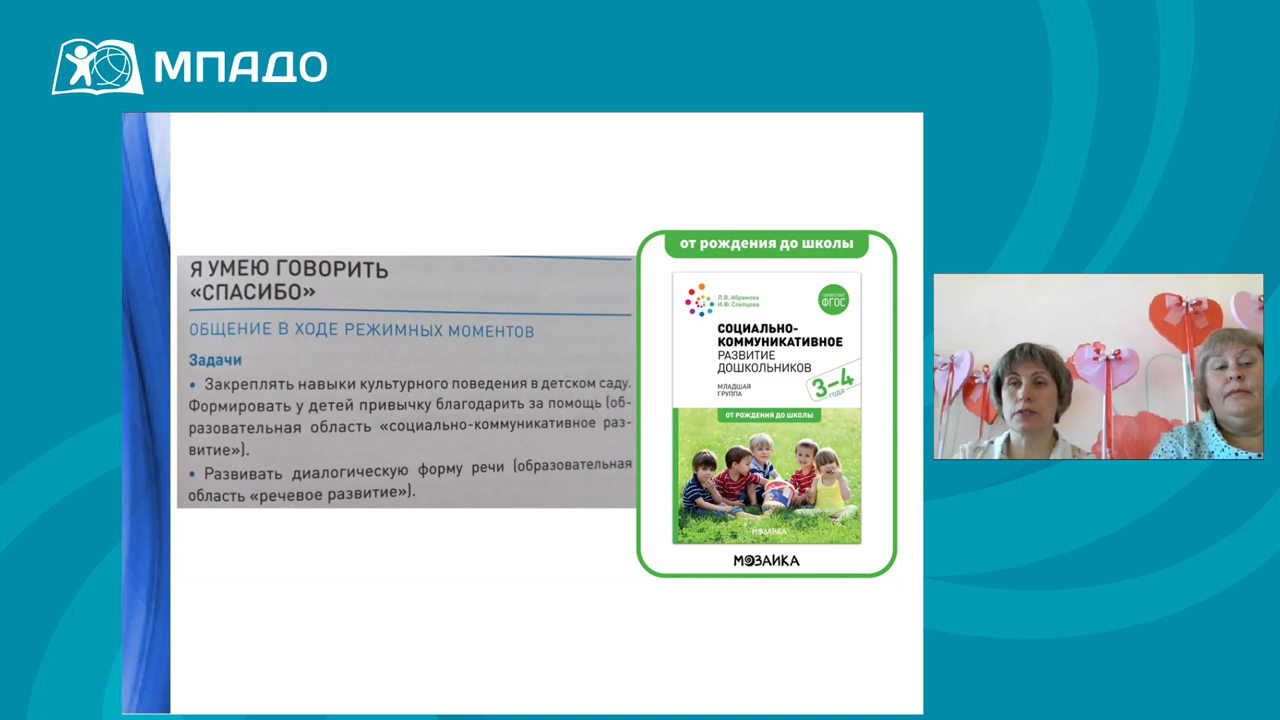 МПАДО
Я УМЕЮ ГОВОРИТЬ
«СПАСИБО»
ОБЩЕНИЕ В ХОДЕ РЕЖИМНЫХ МОМЕНТОВ
Задачи
• Закреплять навыки культурного поведения в детском саду.
Формировать у детей привычку благодарить за помощь (об-
разовательная область «социально-коммуникативное раз-
витие»).
• Развивать диалогическую форму речи (образовательная
область «речевое развитие»).
от рождения до школы
Л.В. Абрамова
И.Ф. Слепцова
ФГОС
СОЦИАЛЬНО-
КОММУНИКАТИВНОЕ
РАЗВИТИЕ
ДОШКОЛЬНИКОВ
МЛАДШАЯ
ГРУППА
3–4
года
ОТ РОЖДЕНИЯ ДО ШКОЛЫ
МОЗАИКА
МОЗАИКА